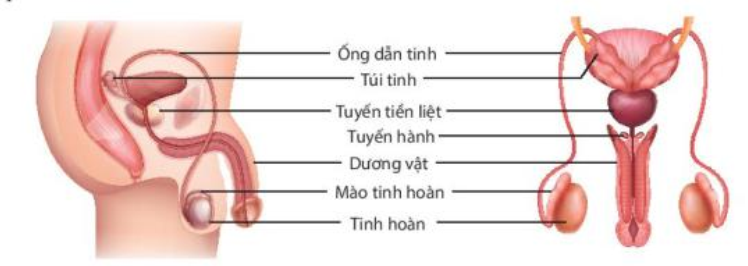 Ống dẫn tinh
Túi tinh
Tuyến tiền liệt
Tuyến hành
Dương vật
Mào tinh hoàn
Tinh hoàn